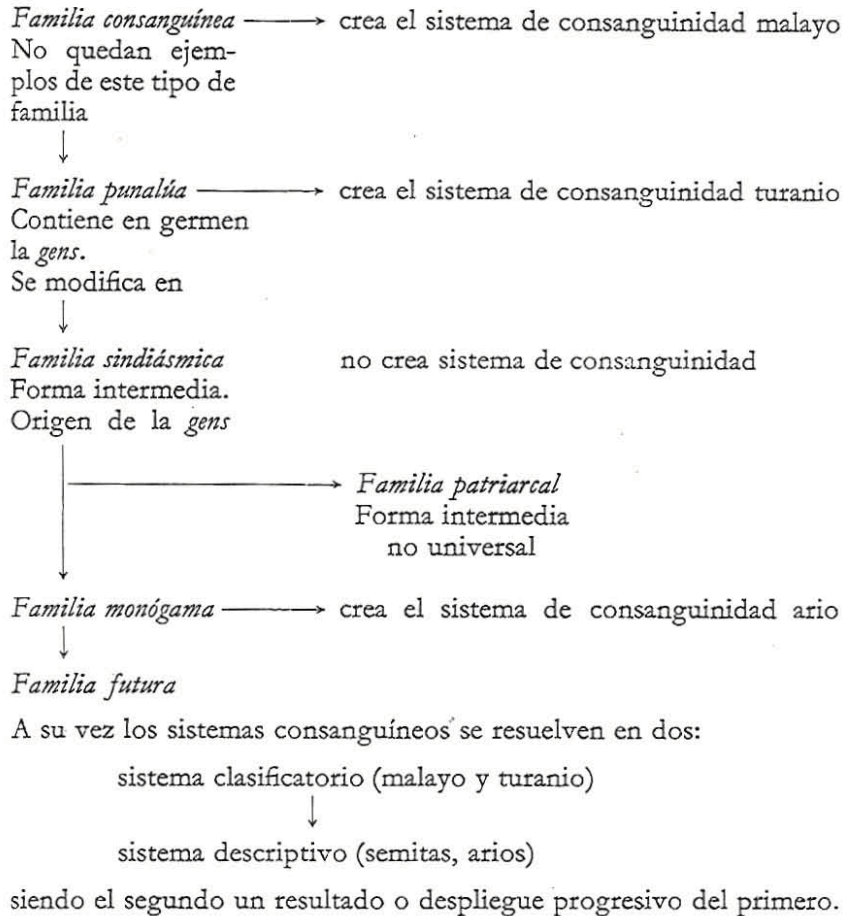 Familia consanguínea ⟶ crea el sistema de consanguinidad malayo
No quedan ejem-
plos de este tipo de
familia
↓
Familia punalúa ⟶ crea el sistema de consanguinidad turanio
Contiene en germen
la gens.
Se modifica en
↓
Familia sindiásmica no crea sistema de consanguinidad
Forma intermedia.
Origen de la gens
⟶ Familia patriarcal
Forma intermedia
no universal
↓
Familia monógama ⟶ crea el sistema de consanguinidad ario
↓
Familia futura
A su vez los sistemas consanguíneos se resuelven en dos:
sistema clasificatorio (malayo y turanio)
↓
sistema descriptivo (semitas, arios)
siendo el segundo un resultado o despliegue progresivo del primero.